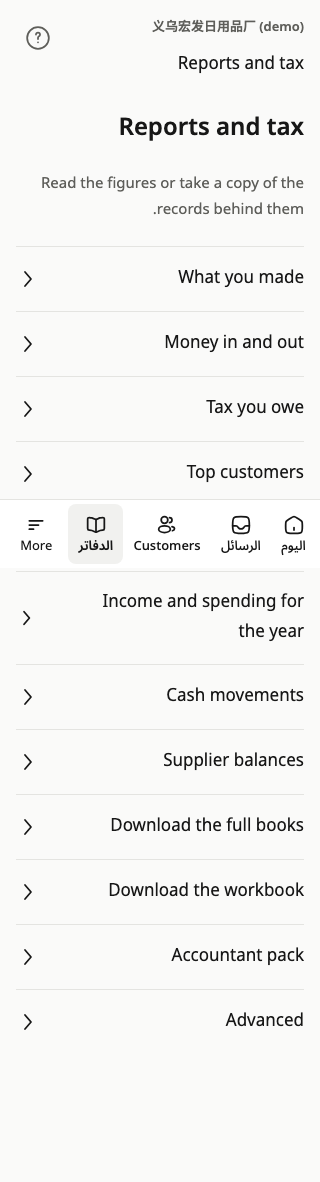 义乌宏发日用品厂 (demo)
Reports and tax
Reports and tax
Read the figures or take a copy of the
records behind them.
What you made
Money in and out
Tax you owe
Top customers
اليوم
الرسائل
Customers
الدفاتر
More
Income and spending for
the year
Cash movements
Supplier balances
Download the full books
Download the workbook
Accountant pack
Advanced